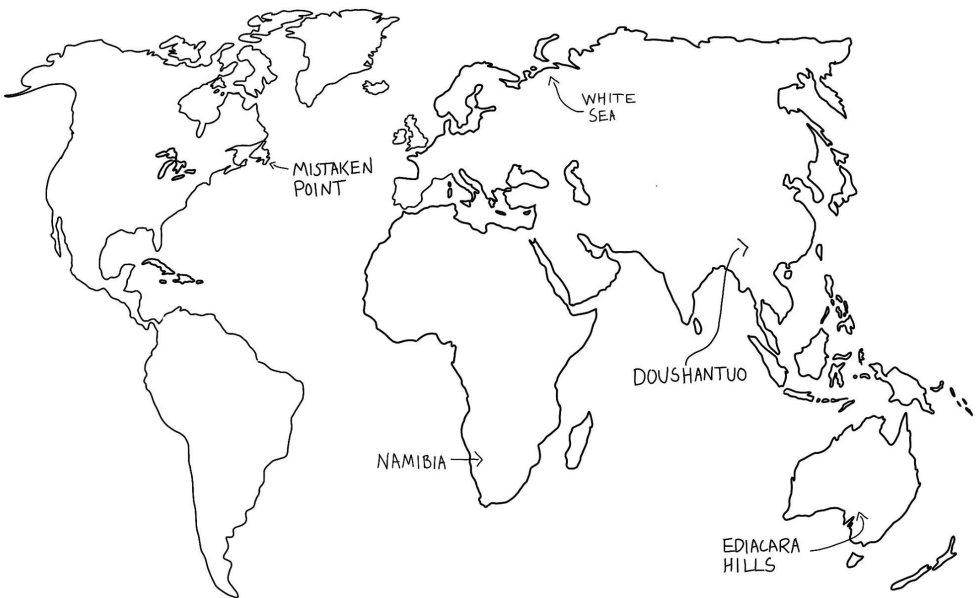 WHITE
SEA
MISTAKEN
POINT
DOUSHANTUO
NAMIBIA
EDIACARA
HILLS